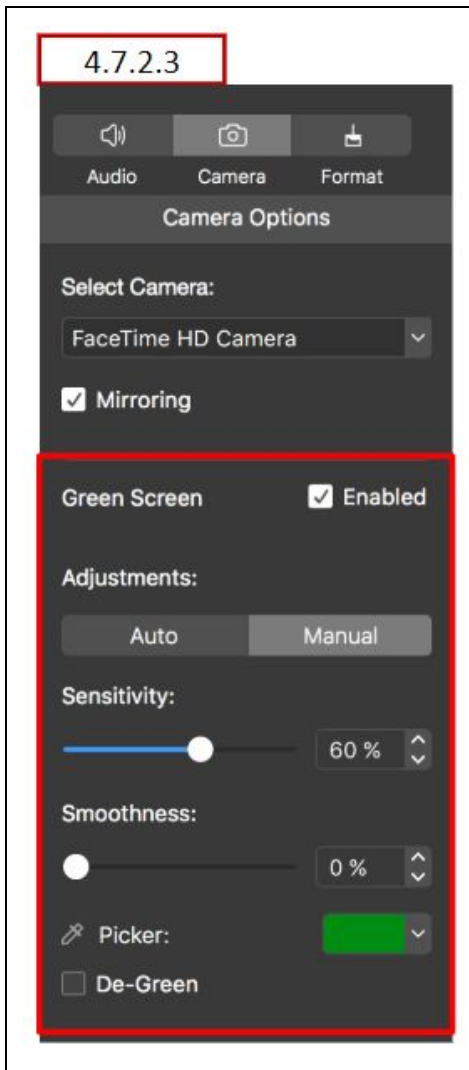 4.7.2.3
Audio Camera Format
Camera Options
Select Camera:
FaceTime HD Camera
Mirroring
Green Screen Enabled
Adjustments:
Auto Manual
Sensitivity:
60 %
Smoothness:
0 %
Picker:
De-Green